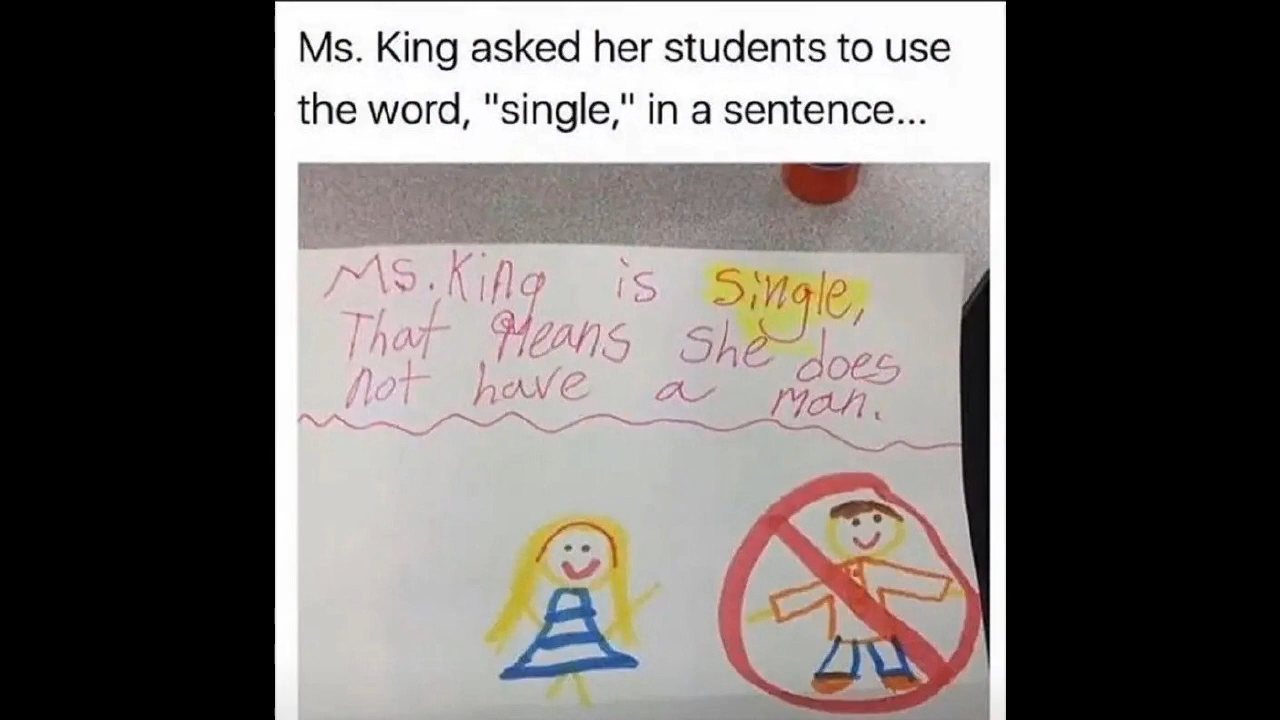 Ms. King asked her students to use
the word, "single," in a sentence...
Ms. King is single,
That Means she does
not have a man.